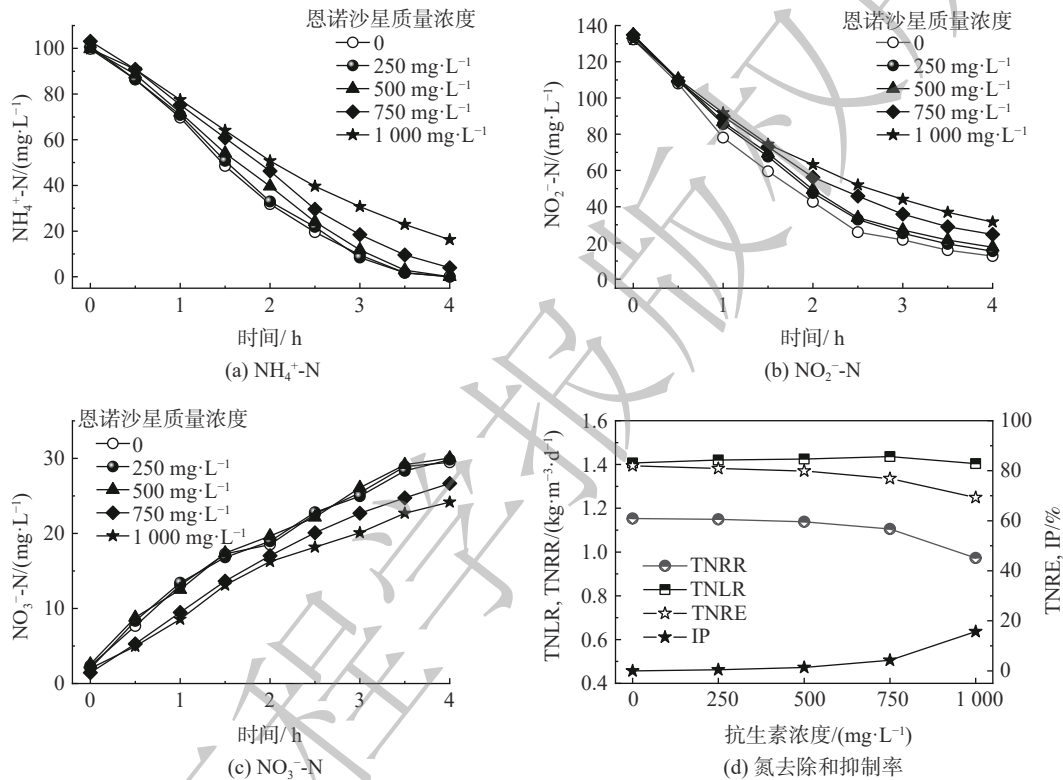 恩诺沙星质量浓度
0
250 mg·L⁻¹
500 mg·L⁻¹
750 mg·L⁻¹
1 000 mg·L⁻¹
NH₄⁺-N/(mg·L⁻¹)
100
80
60
40
20
0
0 1 2 3 4
时间/ h
(a) NH₄⁺-N
恩诺沙星质量浓度
0
250 mg·L⁻¹
500 mg·L⁻¹
750 mg·L⁻¹
1 000 mg·L⁻¹
NO₂⁻-N/(mg·L⁻¹)
140
120
100
80
60
40
20
0
0 1 2 3 4
时间/ h
(b) NO₂⁻-N
恩诺沙星质量浓度
0
250 mg·L⁻¹
500 mg·L⁻¹
750 mg·L⁻¹
1 000 mg·L⁻¹
NO₃⁻-N/(mg·L⁻¹)
30
20
10
0
0 1 2 3 4
时间/ h
(c) NO₃⁻-N
TNLR, TNRR/(kg·m⁻³·d⁻¹)
1.6
1.4
1.2
1.0
0.8
0.6
0.4
TNRR
TNLR
TNRE
IP
100
80
60
40
20
0
TNRE, IP/%
0 250 500 750 1 000
抗生素浓度/(mg·L⁻¹)
(d) 氮去除和抑制率
程学报版权